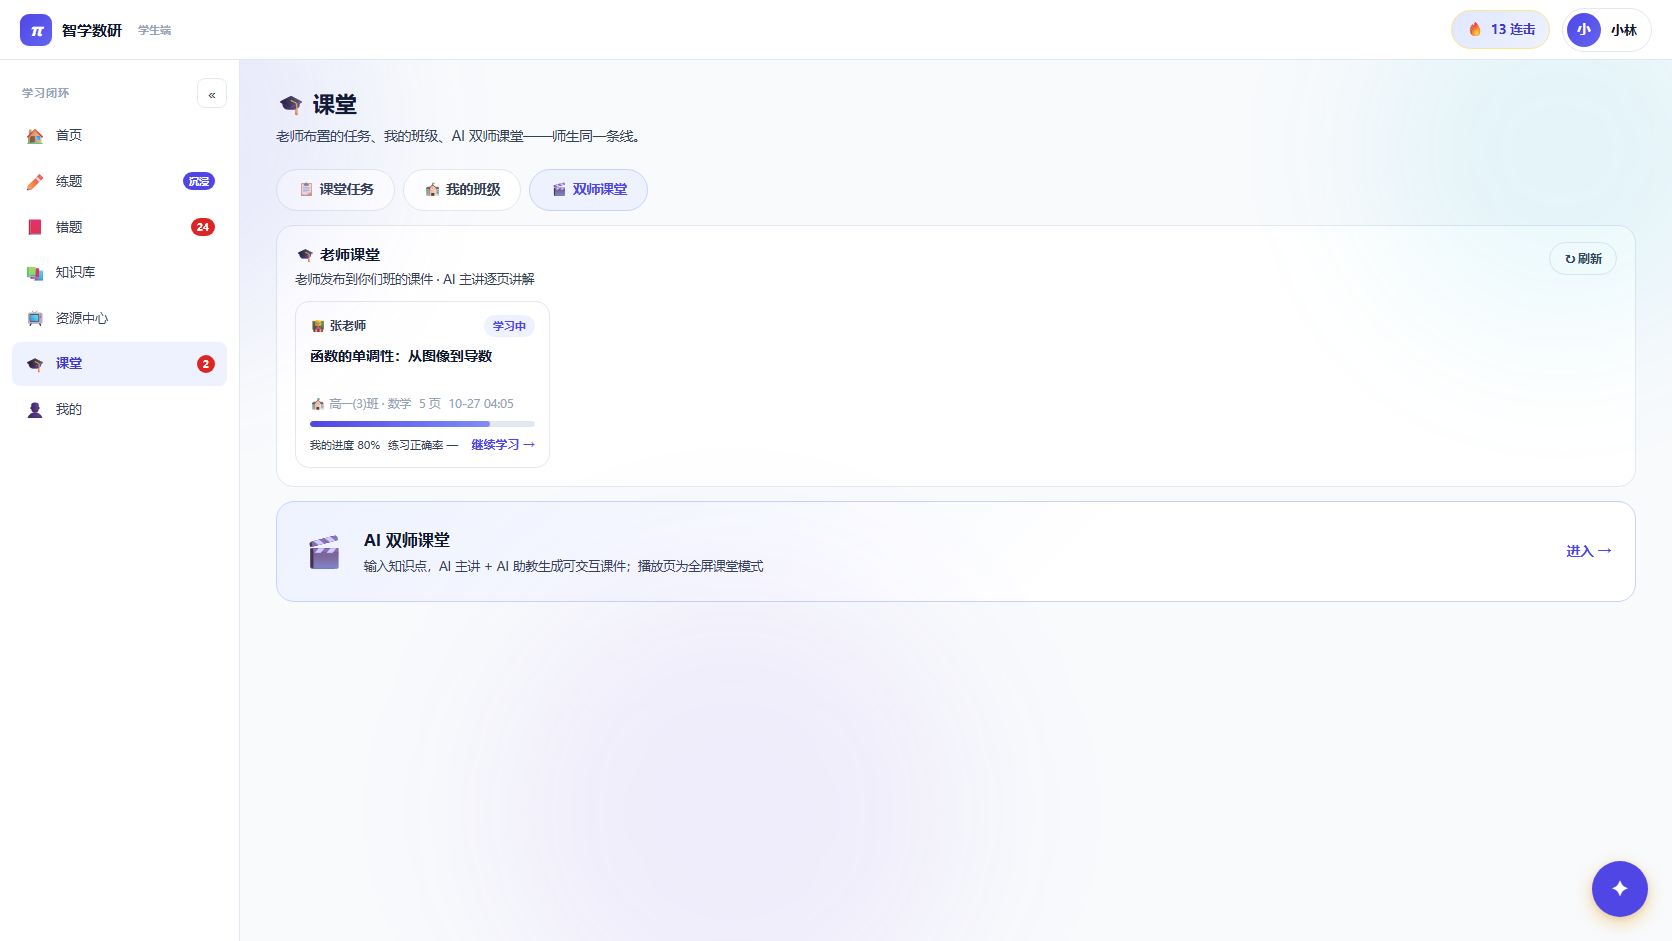 π 智学数研 学生端
13 连击
小 小林
学习闭环 «
首页
练题 沉浸
错题 24
知识库
资源中心
课堂 2
我的
课堂
老师布置的任务、我的班级、AI 双师课堂——师生同一条线。
课堂任务 我的班级 双师课堂
老师课堂
老师发布到你们班的课件 · AI 主讲逐页讲解
↻ 刷新
张老师 学习中
函数的单调性：从图像到导数
高一(3)班 · 数学 5 页 10-27 04:05
我的进度 80% 练习正确率 — 继续学习 →
AI 双师课堂
输入知识点，AI 主讲 + AI 助教生成可交互课件；播放页为全屏课堂模式
进入 →